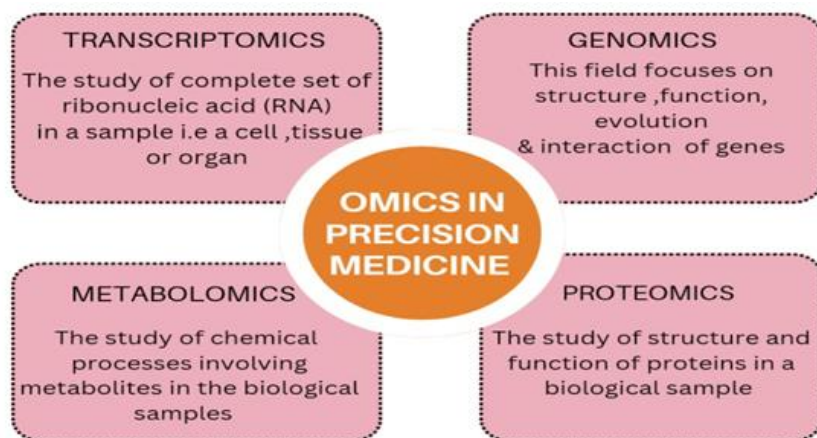 TRANSCRIPTOMICS
The study of complete set of
ribonucleic acid (RNA)
in a sample i.e a cell ,tissue
or organ
GENOMICS
This field focuses on
structure ,function,
evolution
& interaction of genes
OMICS IN
PRECISION
MEDICINE
METABOLOMICS
The study of chemical
processes involving
metabolites in the biological
samples
PROTEOMICS
The study of structure and
function of proteins in a
biological sample